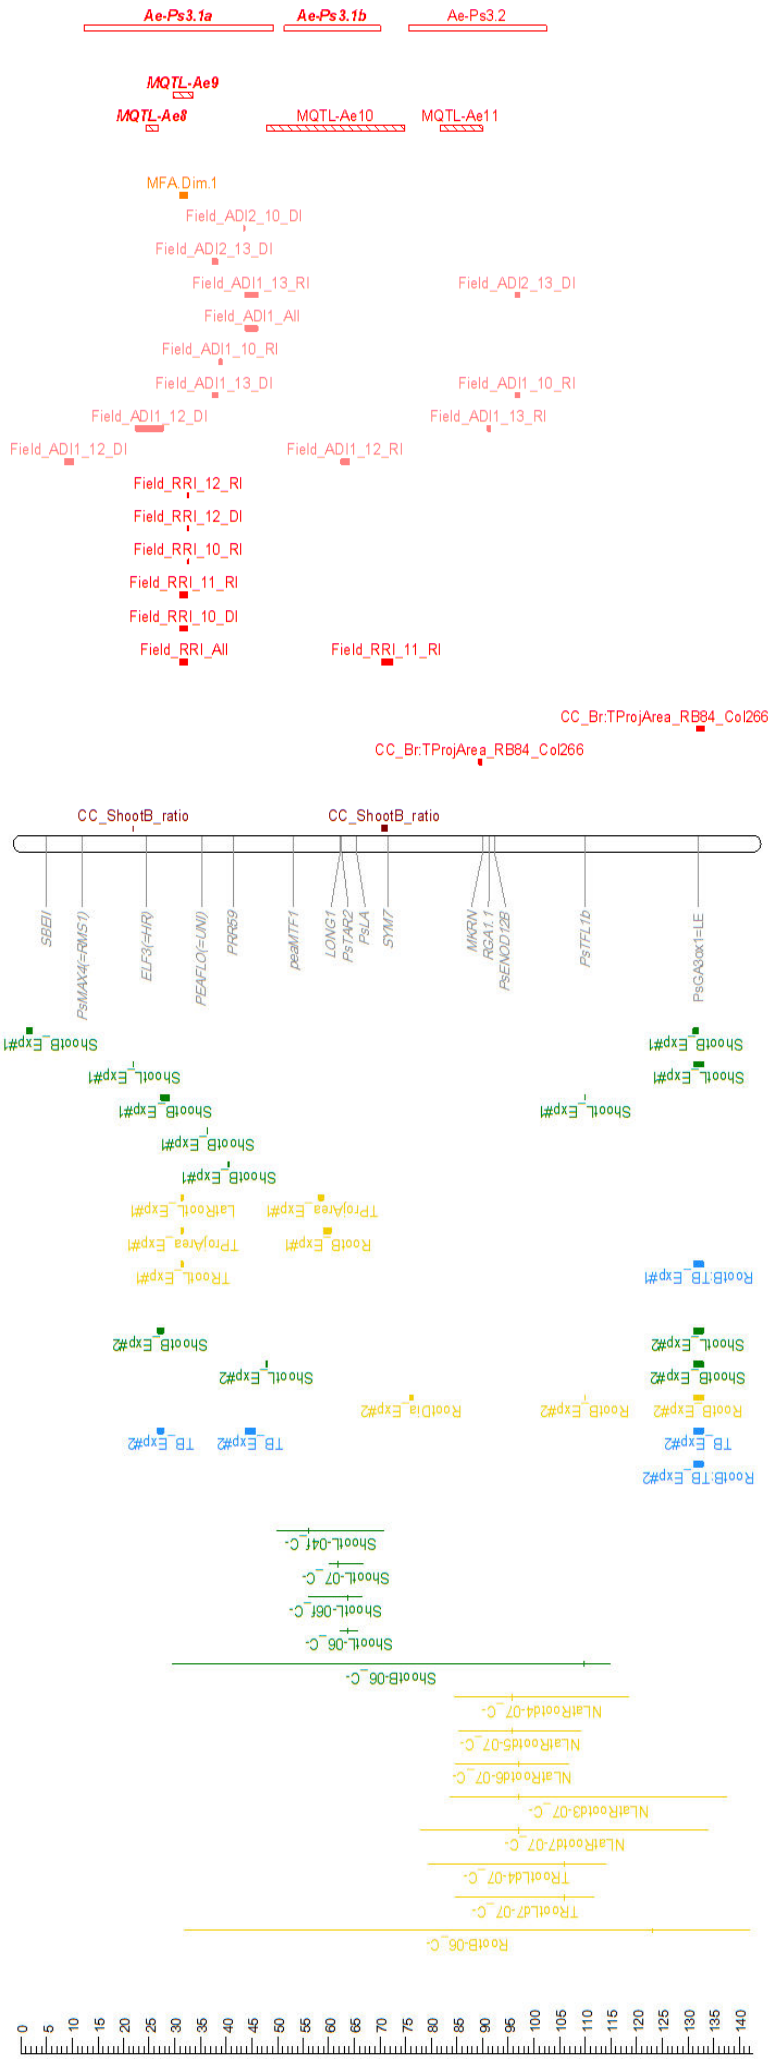 Ae-Ps3.1a Ae-Ps3.1b Ae-Ps3.2
MQTL-Ae9
MQTL-Ae8 MQTL-Ae10 MQTL-Ae11
MFA.Dim.1
Field_ADI2_10_DI
Field_ADI2_13_DI
Field_ADI1_13_RI Field_ADI2_13_DI
Field_ADI1_All
Field_ADI1_10_RI
Field_ADI1_13_DI Field_ADI1_10_RI
Field_ADI1_12_DI Field_ADI1_13_RI
Field_ADI1_12_DI Field_ADI1_12_RI
Field_RRI_12_RI
Field_RRI_12_DI
Field_RRI_10_RI
Field_RRI_11_RI
Field_RRI_10_DI
Field_RRI_All Field_RRI_11_RI
CC_Br:TProjArea_RB84_Col266
CC_Br:TProjArea_RB84_Col266
CC_ShootB_ratio CC_ShootB_ratio
SBEII
PsMAX4(=RMS1)
ELF3(=HR)
PEAFLO(=UNI)
PRR59
peaMTF1
LONG1
PsTAR2
PsLA
SYM7
MKRN
RGA1.1
PsENOD12B
PsTFL1b
PsGA3ox1=LE
ShootB_Exp#1 ShootB_Exp#1
ShootL_Exp#1 ShootL_Exp#1
ShootB_Exp#1 ShootL_Exp#1
ShootB_Exp#1
ShootB_Exp#1
LatRootL_Exp#1 TProjArea_Exp#1
TProjArea_Exp#1 RootB_Exp#1
TRootL_Exp#1 RootB:TB_Exp#1
ShootB_Exp#2 ShootL_Exp#2
ShootL_Exp#2 ShootB_Exp#2
RootDia_Exp#2 RootB_Exp#2 RootB_Exp#2
TB_Exp#2 TB_Exp#2 TB_Exp#2
RootB:TB_Exp#2
ShootL-04f_C-
ShootL-07_C-
ShootL-06f_C-
ShootL-06_C-
ShootB-06_C-
NLatRootd4-07_C-
NLatRootd5-07_C-
NLatRootd6-07_C-
NLatRootd3-07_C-
NLatRootd7-07_C-
TRootLd4-07_C-
TRootLd7-07_C-
RootB-06_C-
0 5 10 15 20 25 30 35 40 45 50 55 60 65 70 75 80 85 90 95 100 105 110 115 120 125 130 135 140